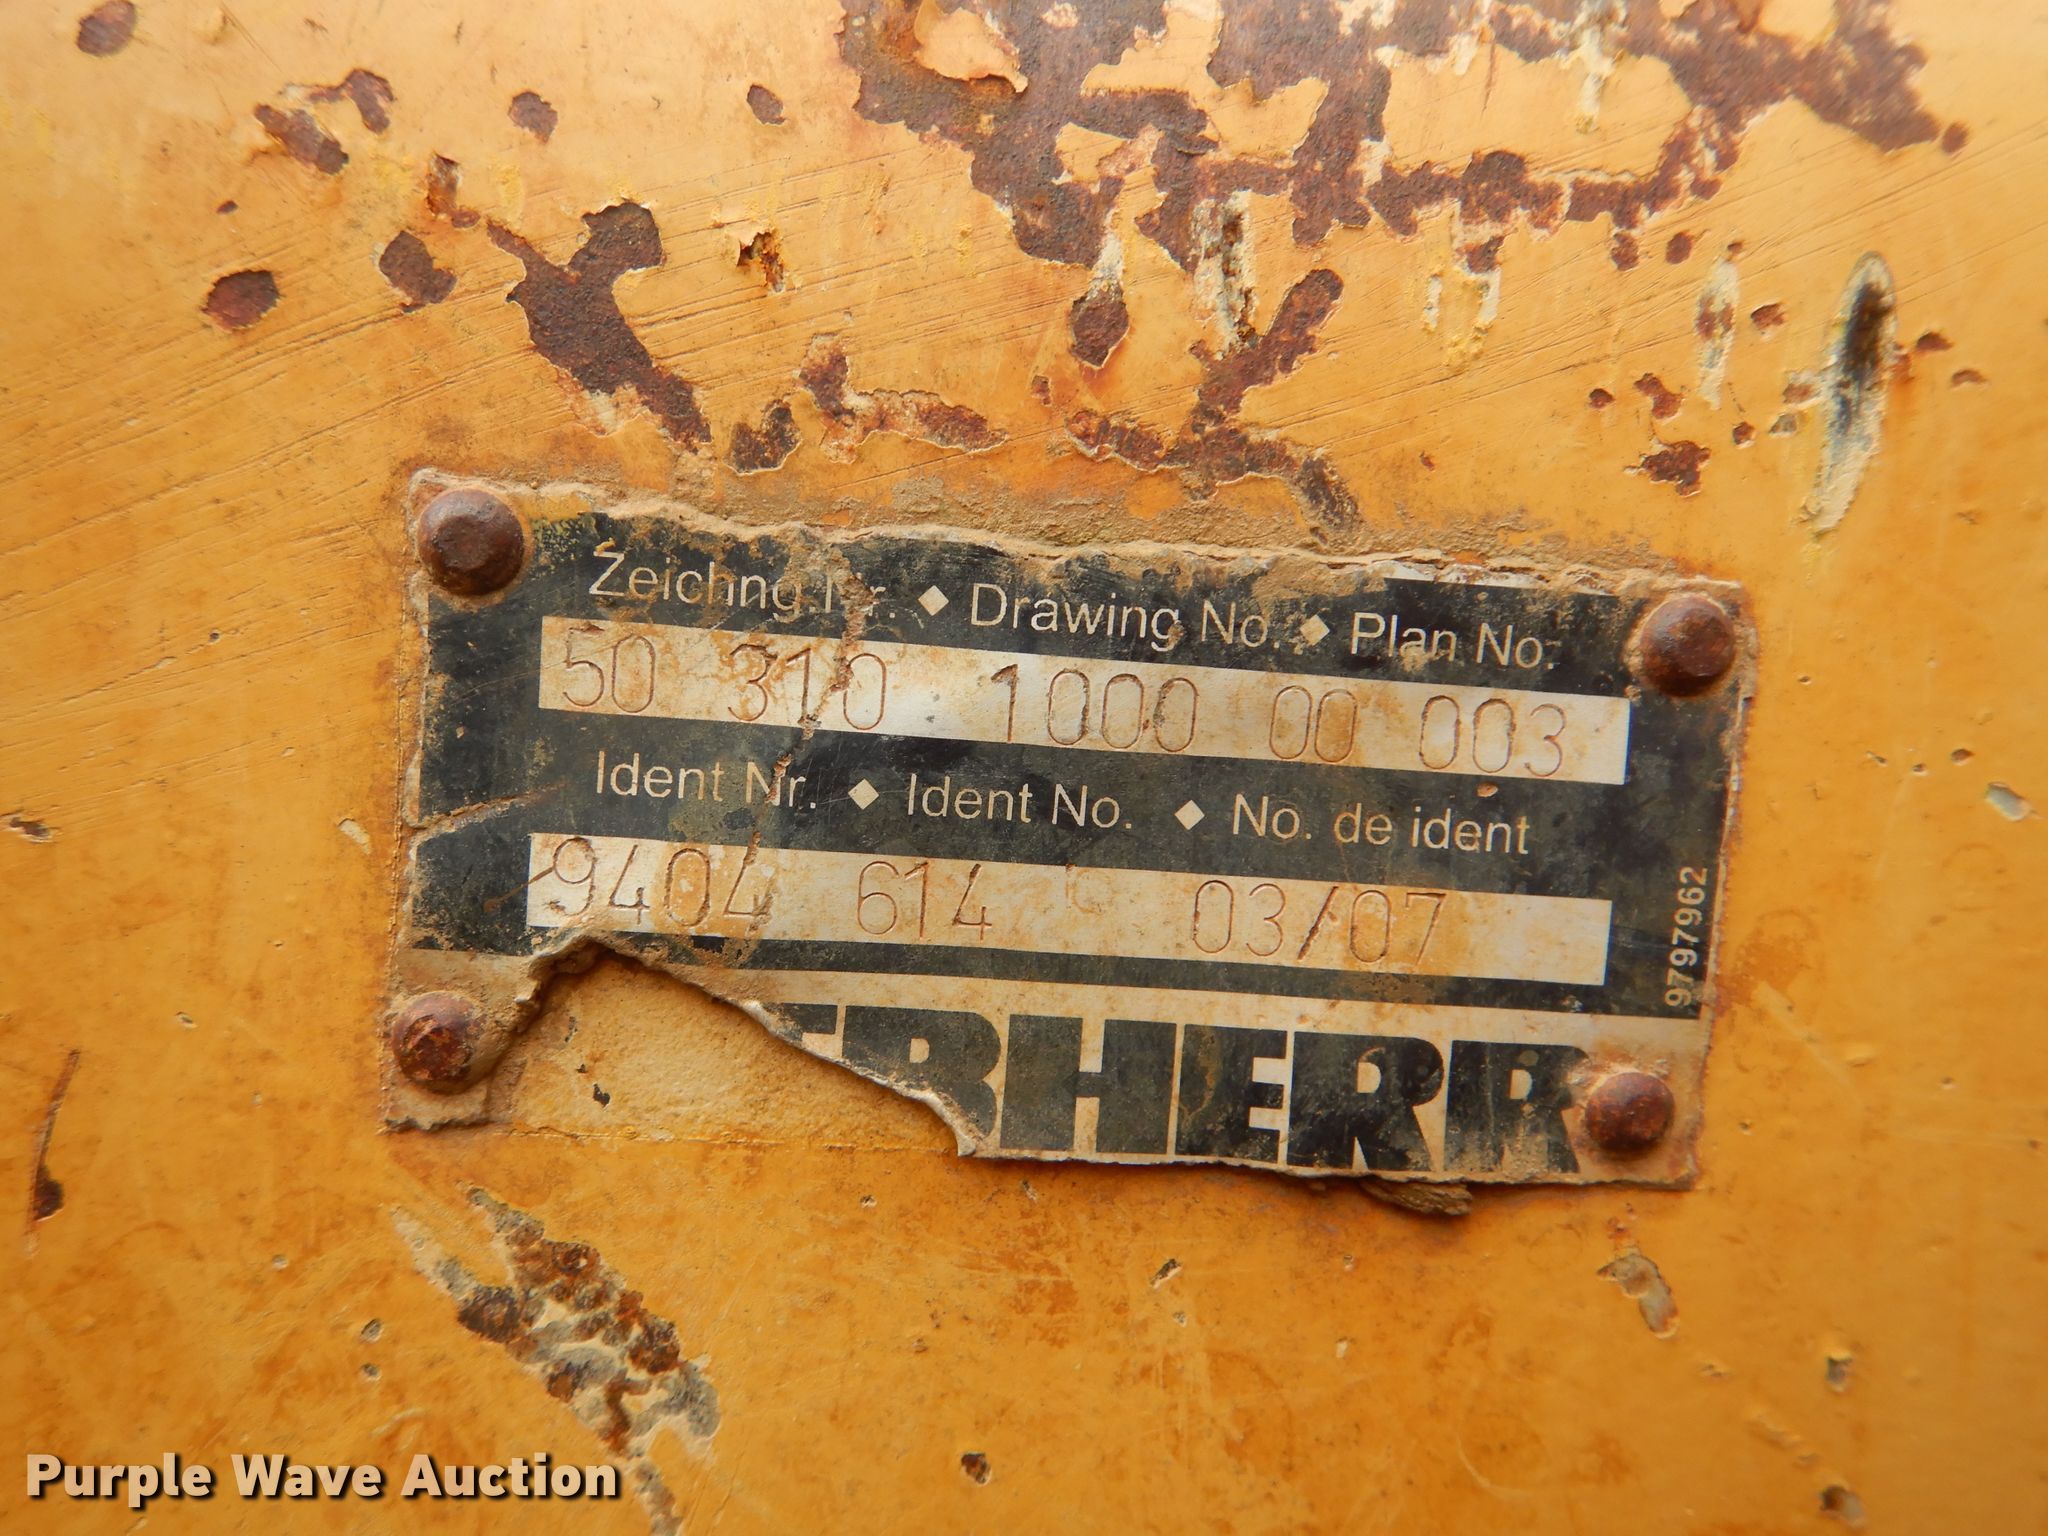 Zeichng.Nr. ◆ Drawing No. ◆ Plan No.
50 310 1000 00 003
Ident Nr. ◆ Ident No. ◆ No. de ident
9404 614 03/07
9797962
EBHERR
Purple Wave Auction